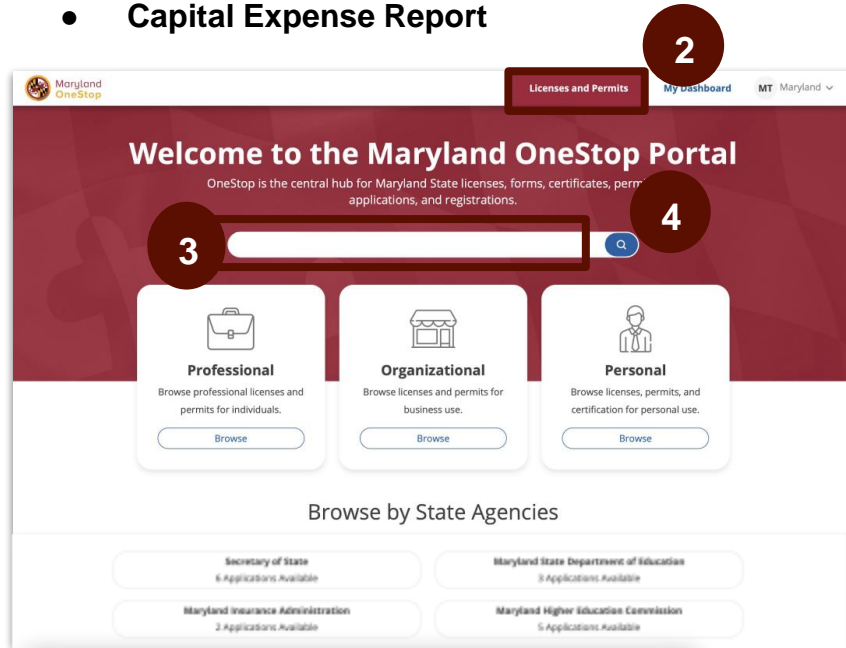 ● Capital Expense Report
2
Maryland
OneStop
Licenses and Permits
My Dashboard
MT Maryland
Welcome to the Maryland OneStop Portal
OneStop is the central hub for Maryland State licenses, forms, certificates,
applications, and registrations.
4
3
Professional
Organizational
Personal
Browse professional licenses and
permits for individuals.
Browse licenses and permits for
business use.
Browse licenses, permits, and
certification for personal use.
Browse
Browse
Browse
Browse by State Agencies
Secretary of State
6 Applications Available
Maryland State Department of Education
3 Applications Available
Maryland Insurance Administration
2 Applications Available
Maryland Higher Education Commission
5 Applications Available